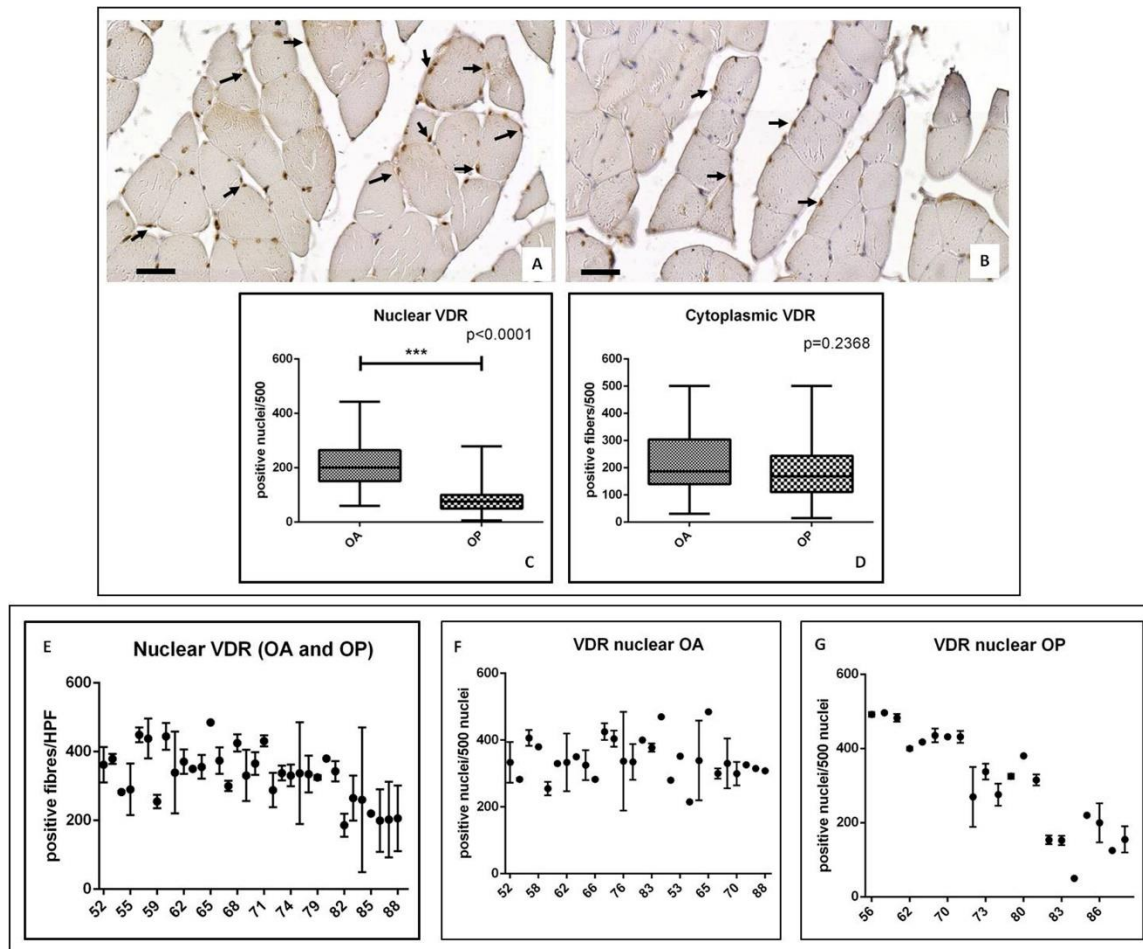 A
B
Nuclear VDR
p<0.0001
***
600
400
200
0
positive nuclei/500
OA
OP
C
Cytoplasmic VDR
p=0.2368
600
500
400
300
200
100
0
positive fibers/500
OA
OP
D
E
Nuclear VDR (OA and OP)
600
400
200
0
positive fibres/HPF
52
55
59
62
65
68
71
74
79
82
85
88
F
VDR nuclear OA
600
400
200
0
positive nuclei/500 nuclei
52
58
62
66
76
83
53
65
70
88
G
VDR nuclear OP
600
400
200
0
positive nuclei/500 nuclei
56
62
70
73
80
83
86